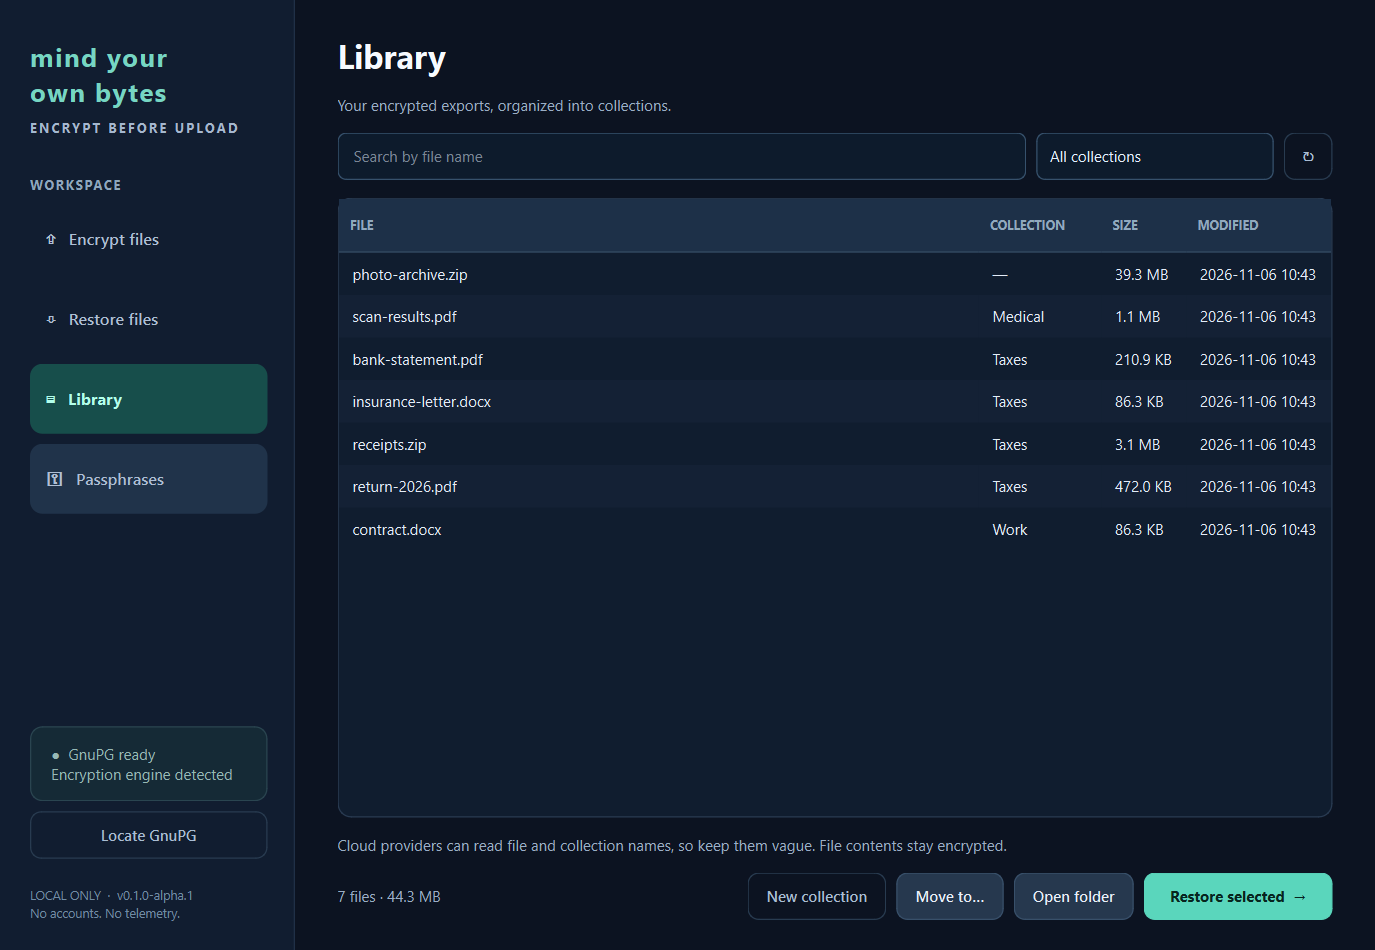 mind your
own bytes
ENCRYPT BEFORE UPLOAD
WORKSPACE
Encrypt files
Restore files
Library
Passphrases
GnuPG ready
Encryption engine detected
Locate GnuPG
LOCAL ONLY · v0.1.0-alpha.1
No accounts. No telemetry.
Library
Your encrypted exports, organized into collections.
Search by file name
All collections
FILE COLLECTION SIZE MODIFIED
photo-archive.zip — 39.3 MB 2026-11-06 10:43
scan-results.pdf Medical 1.1 MB 2026-11-06 10:43
bank-statement.pdf Taxes 210.9 KB 2026-11-06 10:43
insurance-letter.docx Taxes 86.3 KB 2026-11-06 10:43
receipts.zip Taxes 3.1 MB 2026-11-06 10:43
return-2026.pdf Taxes 472.0 KB 2026-11-06 10:43
contract.docx Work 86.3 KB 2026-11-06 10:43
Cloud providers can read file and collection names, so keep them vague. File contents stay encrypted.
7 files · 44.3 MB
New collection
Move to...
Open folder
Restore selected →